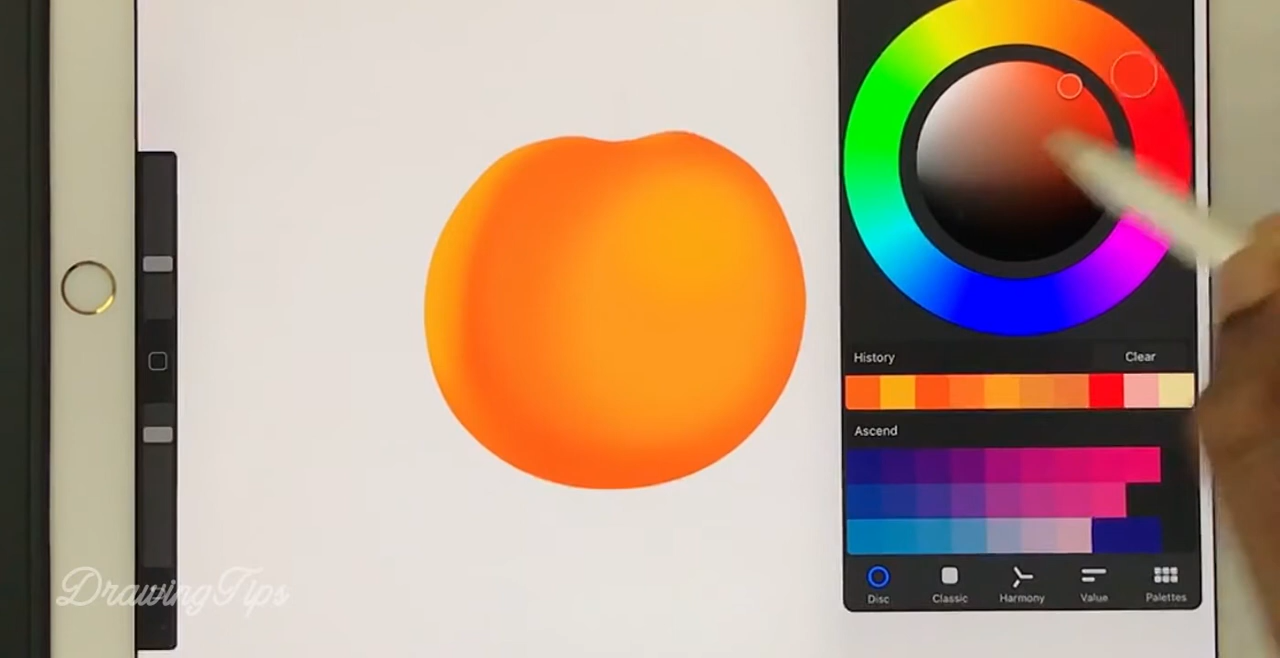 History
Clear
Ascend
Disc
Classic
Harmony
Value
Palettes
DrawingTips